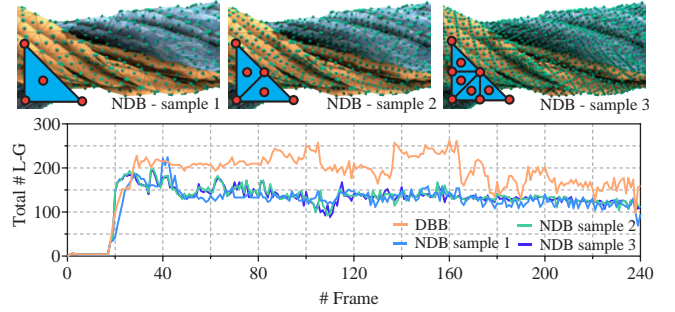 NDB - sample 1
NDB - sample 2
NDB - sample 3
300
200
100
0
Total # L-G
DBB
NDB sample 1
NDB sample 2
NDB sample 3
0
40
80
120
160
200
240
# Frame